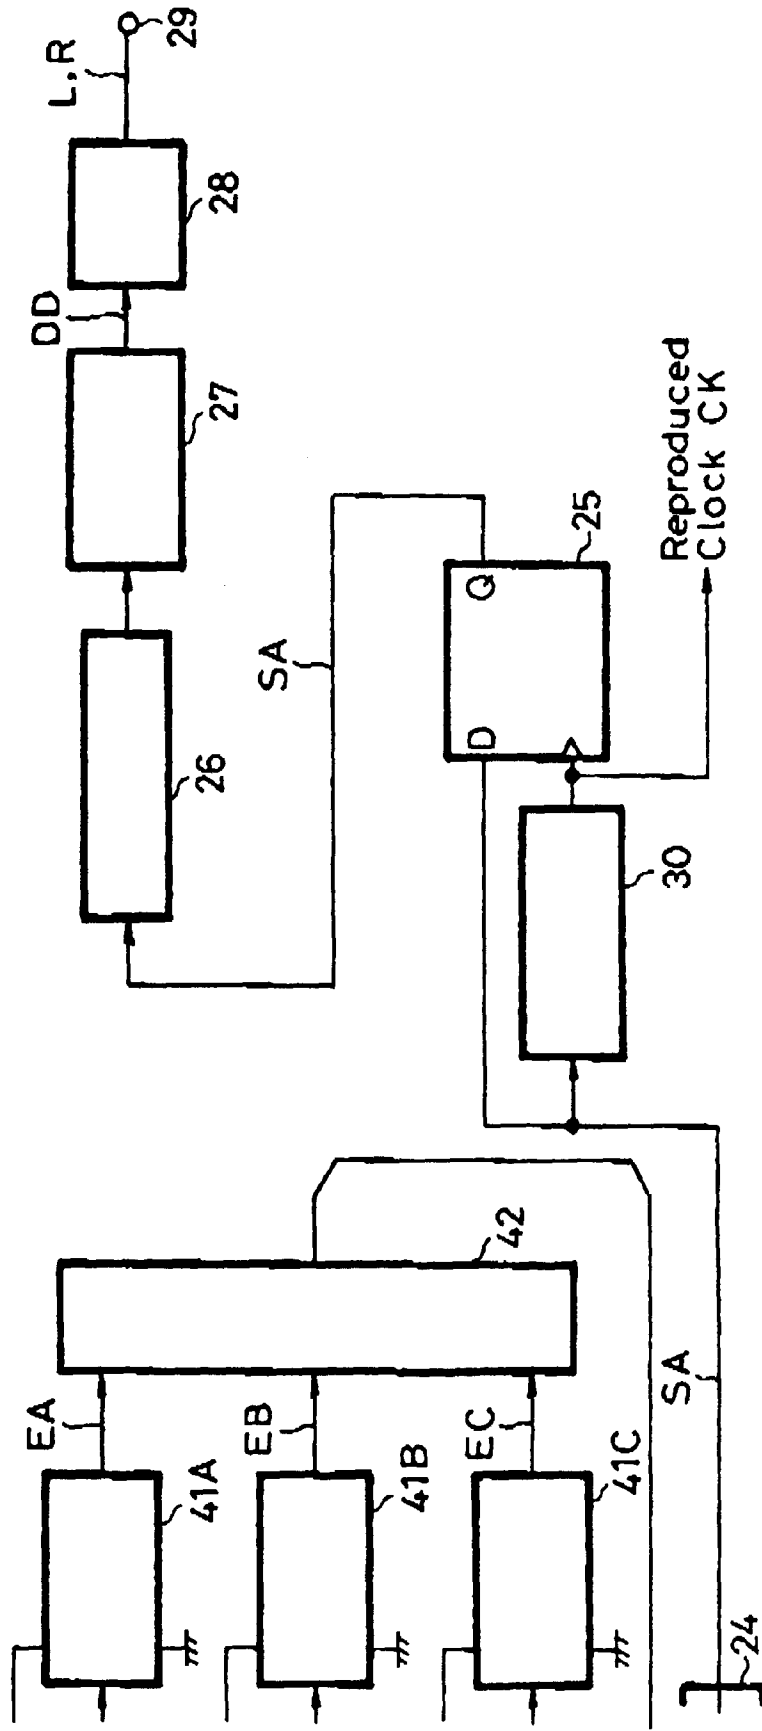 L,R
29
28
DD
27
26
SA
Q
D
25
Reproduced
Clock CK
30
42
EA
EB
EC
41A
41B
41C
SA
24